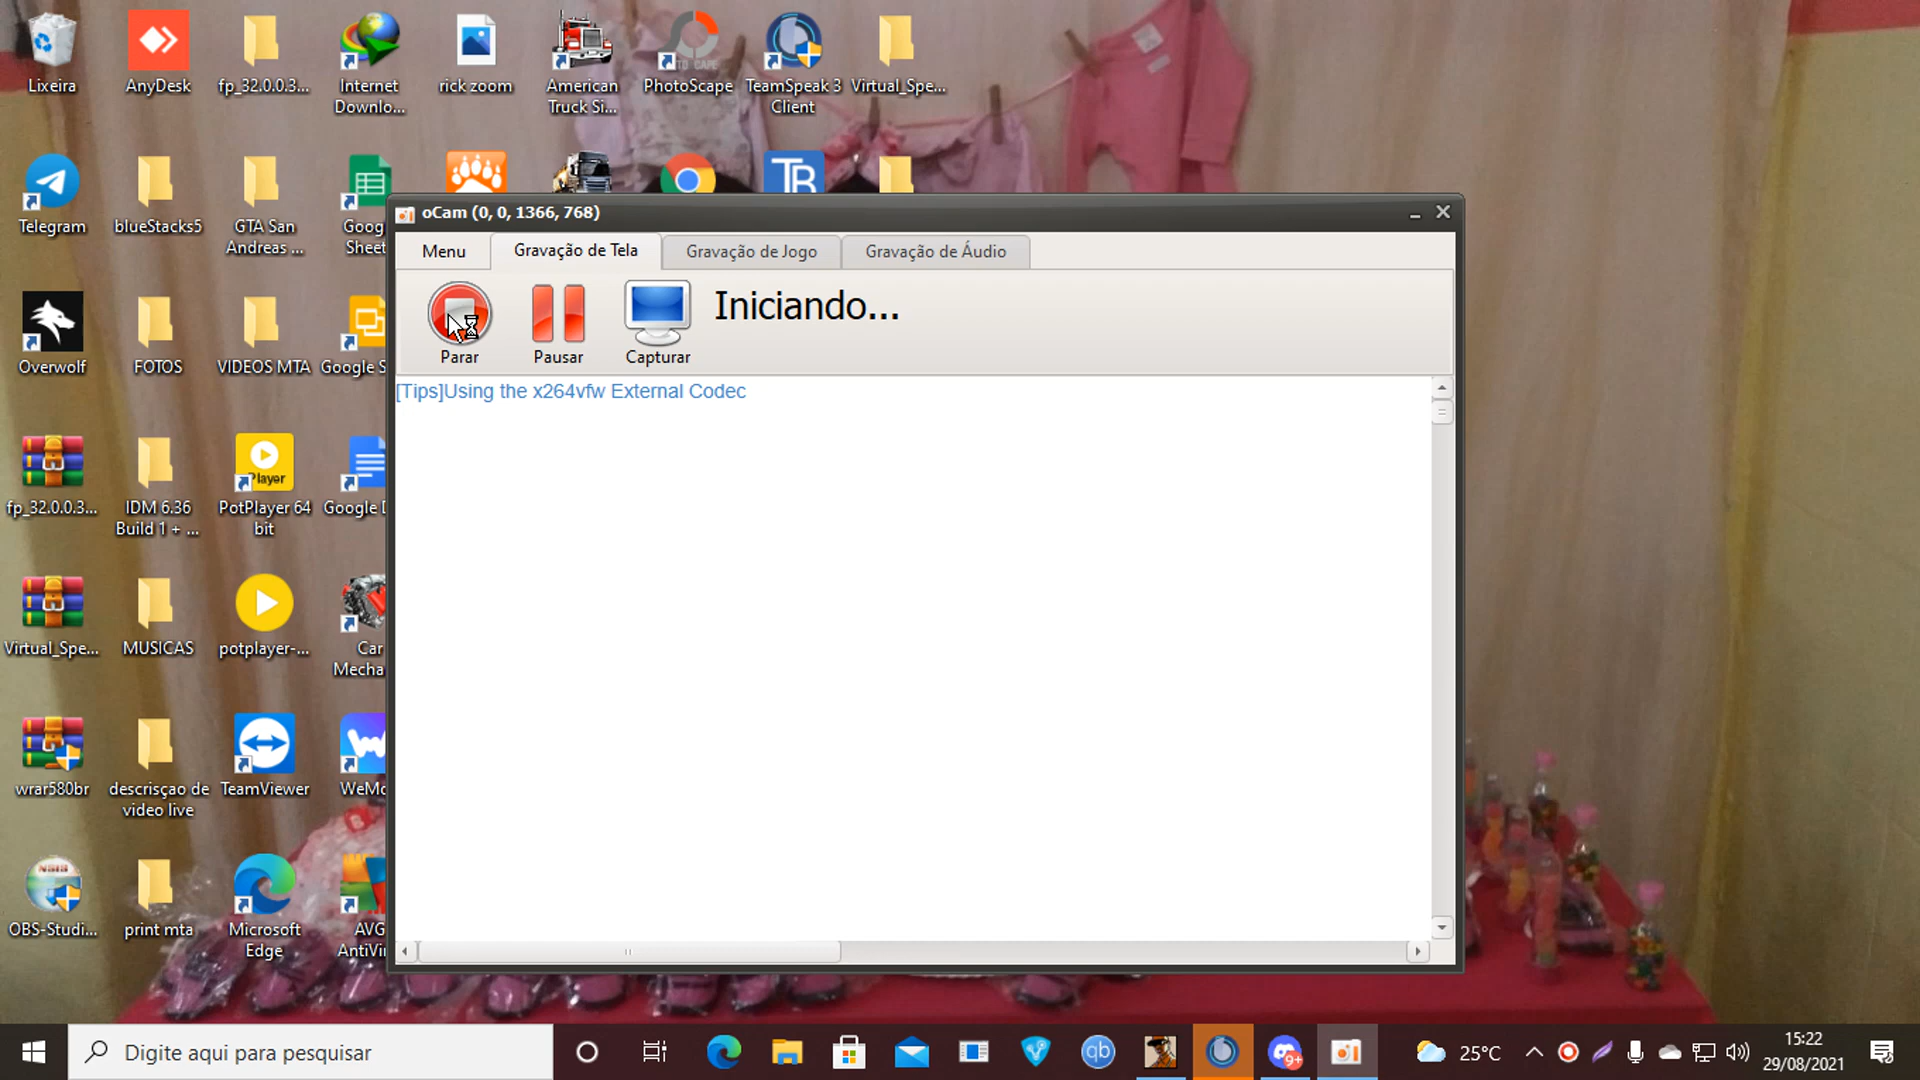 Lixeira
AnyDesk
fp_32.0.0.3...
Internet
Downlo...
rick zoom
American
Truck Si...
PhotoScape
TeamSpeak 3
Client
Virtual_Spe...
Telegram
blueStacks5
GTA San
Andreas ...
Goog
Sheet
TB
oCam (0, 0, 1366, 768)
Menu
Gravação de Tela
Gravação de Jogo
Gravação de Áudio
Iniciando...
Parar
Pausar
Capturar
[Tips]Using the x264vfw External Codec
Overwolf
FOTOS
VIDEOS MTA
Google S
fp_32.0.0.3...
IDM 6.36
Build 1 + ...
Player
PotPlayer 64
bit
Google D
Virtual_Spe...
MUSICAS
potplayer-...
Car
Mecha
wrar580br
descrisçao de
video live
TeamViewer
WeMo
NSIS
OBS-Studi...
print mta
Microsoft
Edge
AVG
AntiVi
Digite aqui para pesquisar
qb
9+
25°C
15:22
29/08/2021